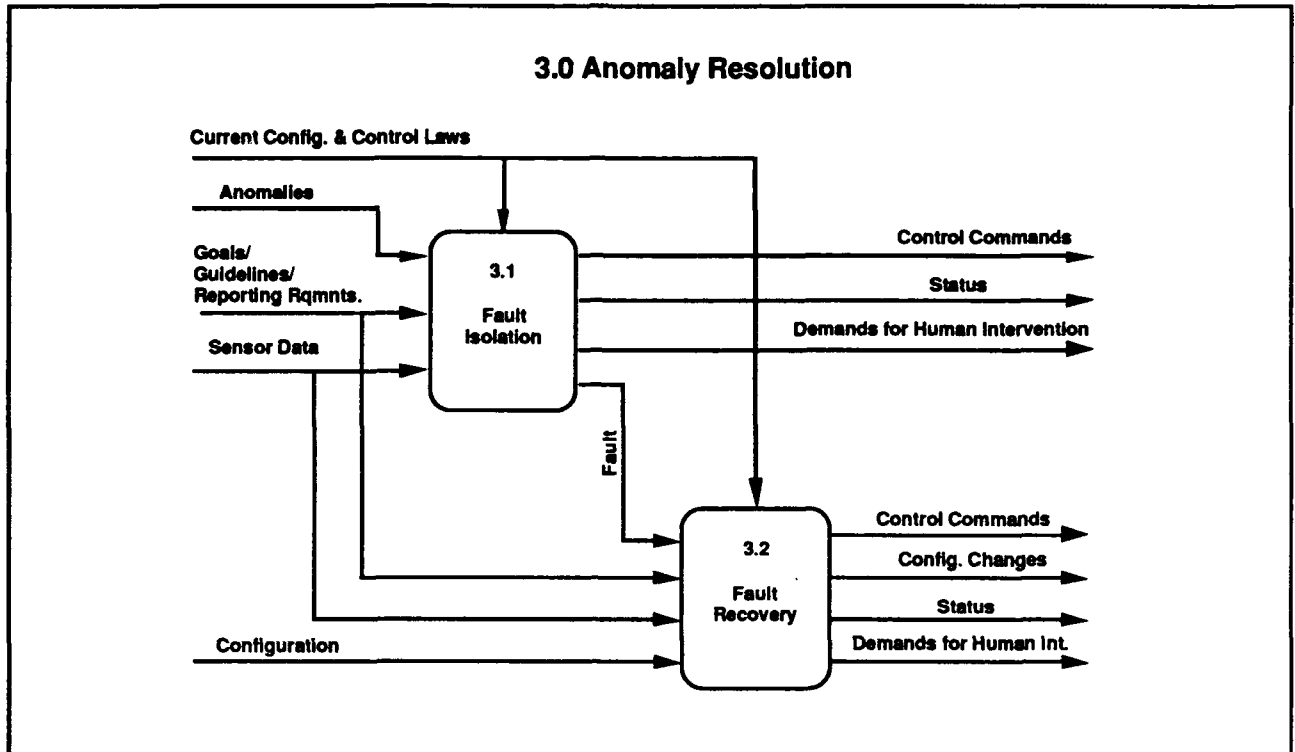 3.0 Anomaly Resolution
Current Config. & Control Laws
Anomalies
Goals/
Guidelines/
Reporting Rqmnts.
Sensor Data
3.1
Fault
Isolation
Control Commands
Status
Demands for Human Intervention
Fault
Configuration
3.2
Fault
Recovery
Control Commands
Config. Changes
Status
Demands for Human Int.